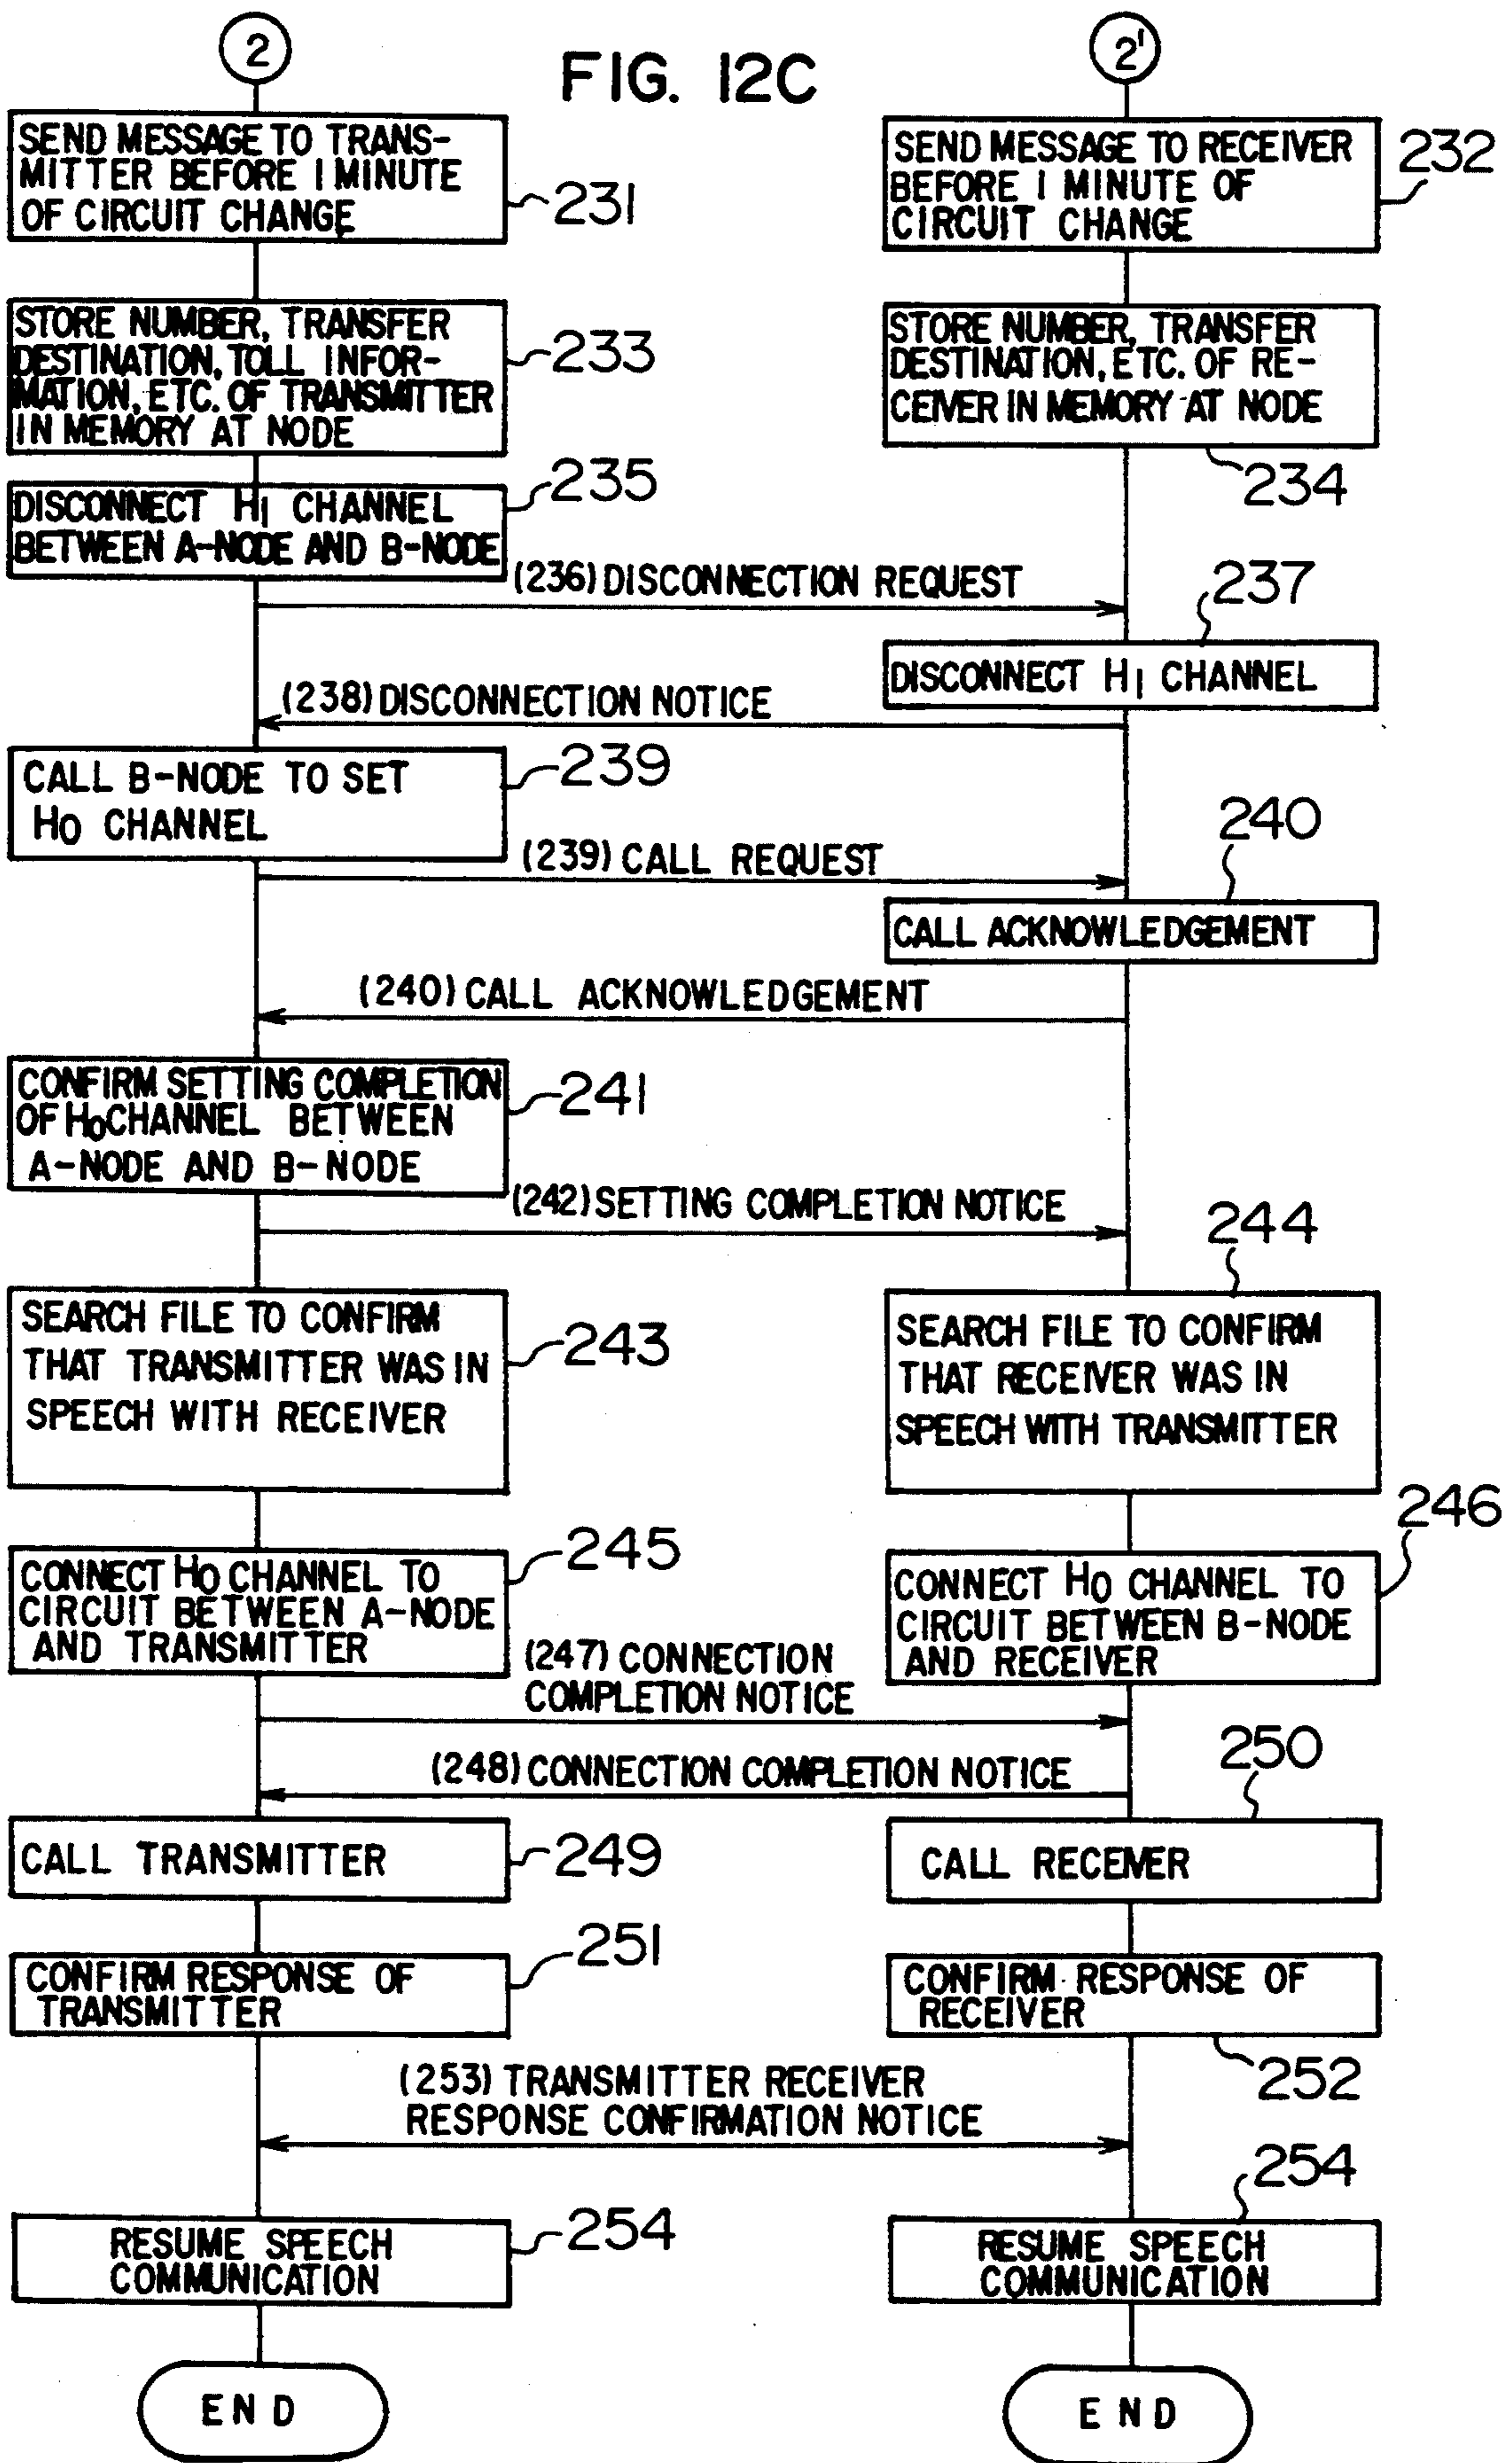 2
FIG. 12C
2'
SEND MESSAGE TO TRANS-
MITTER BEFORE 1 MINUTE
OF CIRCUIT CHANGE
231
SEND MESSAGE TO RECEIVER
BEFORE 1 MINUTE OF
CIRCUIT CHANGE
232
STORE NUMBER, TRANSFER
DESTINATION, TOLL INFOR-
MATION, ETC. OF TRANSMITTER
IN MEMORY AT NODE
233
STORE NUMBER, TRANSFER
DESTINATION, ETC. OF RE-
CEIVER IN MEMORY AT NODE
234
DISCONNECT H1 CHANNEL
BETWEEN A-NODE AND B-NODE
235
(236) DISCONNECTION REQUEST
237
DISCONNECT H1 CHANNEL
(238) DISCONNECTION NOTICE
CALL B-NODE TO SET
H0 CHANNEL
239
(239) CALL REQUEST
240
CALL ACKNOWLEDGEMENT
(240) CALL ACKNOWLEDGEMENT
CONFIRM SETTING COMPLETION
OF H0 CHANNEL BETWEEN
A-NODE AND B-NODE
241
(242) SETTING COMPLETION NOTICE
SEARCH FILE TO CONFIRM
THAT TRANSMITTER WAS IN
SPEECH WITH RECEIVER
243
244
SEARCH FILE TO CONFIRM
THAT RECEIVER WAS IN
SPEECH WITH TRANSMITTER
CONNECT H0 CHANNEL TO
CIRCUIT BETWEEN A-NODE
AND TRANSMITTER
245
246
CONNECT H0 CHANNEL TO
CIRCUIT BETWEEN B-NODE
AND RECEIVER
(247) CONNECTION
COMPLETION NOTICE
(248) CONNECTION COMPLETION NOTICE
CALL TRANSMITTER
249
250
CALL RECEIVER
CONFIRM RESPONSE OF
TRANSMITTER
251
CONFIRM RESPONSE OF
RECEIVER
252
(253) TRANSMITTER RECEIVER
RESPONSE CONFIRMATION NOTICE
RESUME SPEECH
COMMUNICATION
254
254
RESUME SPEECH
COMMUNICATION
END
END